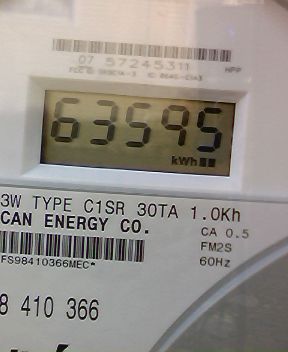 07 57245311
HPP
63595
kWh
3W TYPE C1SR 30TA 1.0Kh
CAN ENERGY CO.
CA 0.5
FM2S
60Hz
FS98410366MEC*
8 410 366